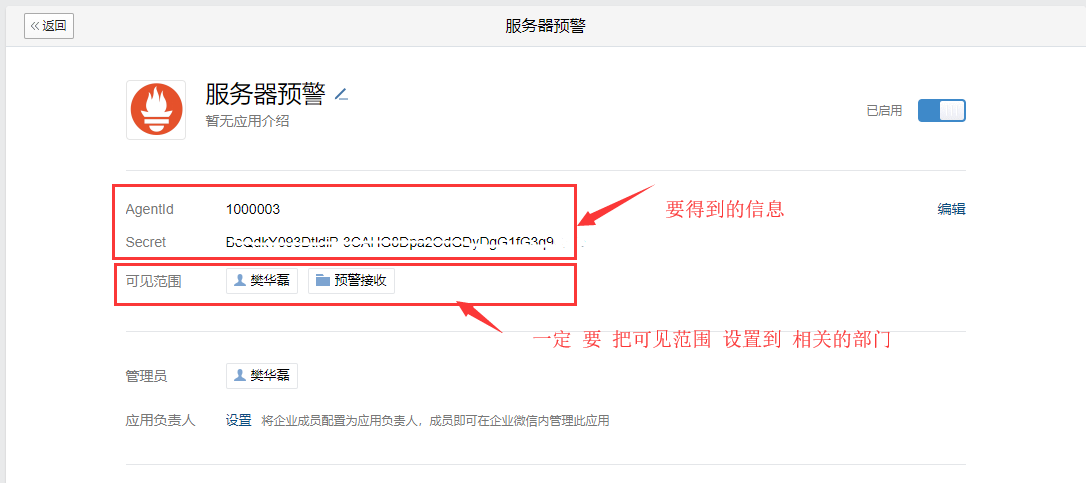 返回
服务器预警
服务器预警
暂无应用介绍
已启用
AgentId 1000003
要得到的信息
编辑
Secret
可见范围 樊华磊 预警接收
一定 要 把可见范围 设置到 相关的部门
管理员 樊华磊
应用负责人 设置 将企业成员配置为应用负责人，成员即可在企业微信内管理此应用